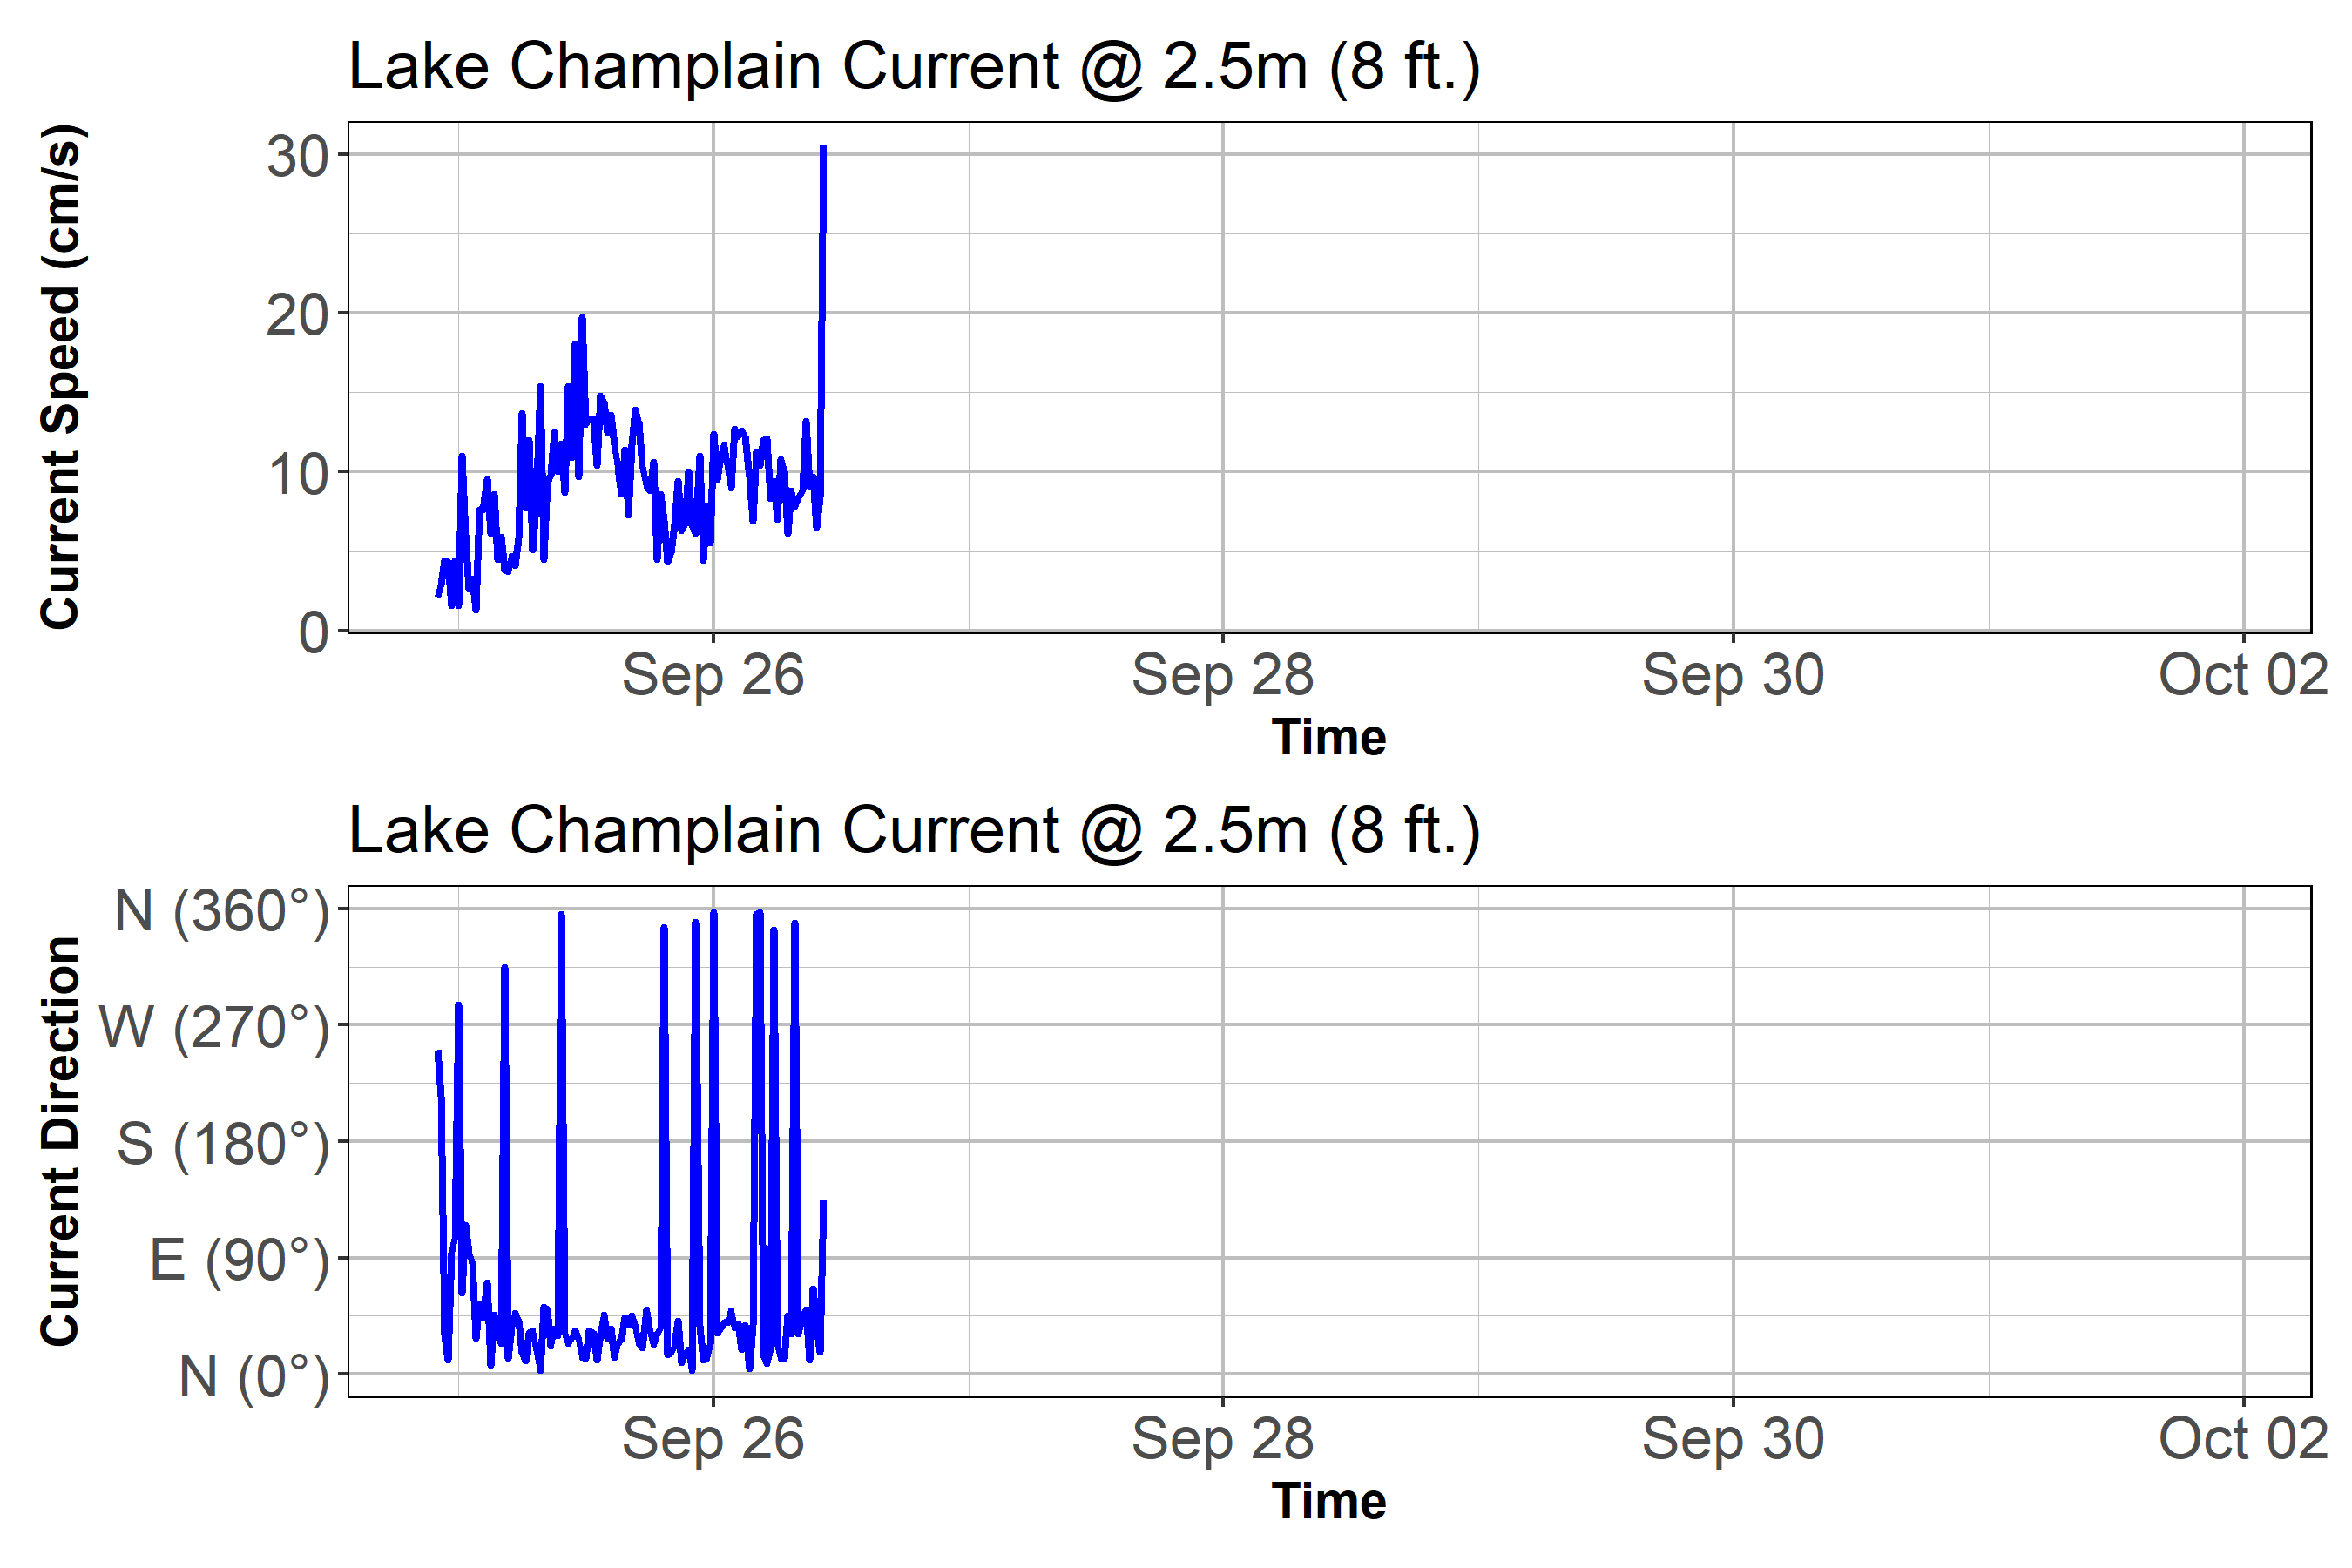 Lake Champlain Current @ 2.5m (8 ft.)
Current Speed (cm/s)
30
20
10
0
Sep 26 Sep 28 Sep 30 Oct 02
Time
Lake Champlain Current @ 2.5m (8 ft.)
Current Direction
N (360°)
W (270°)
S (180°)
E (90°)
N (0°)
Sep 26 Sep 28 Sep 30 Oct 02
Time